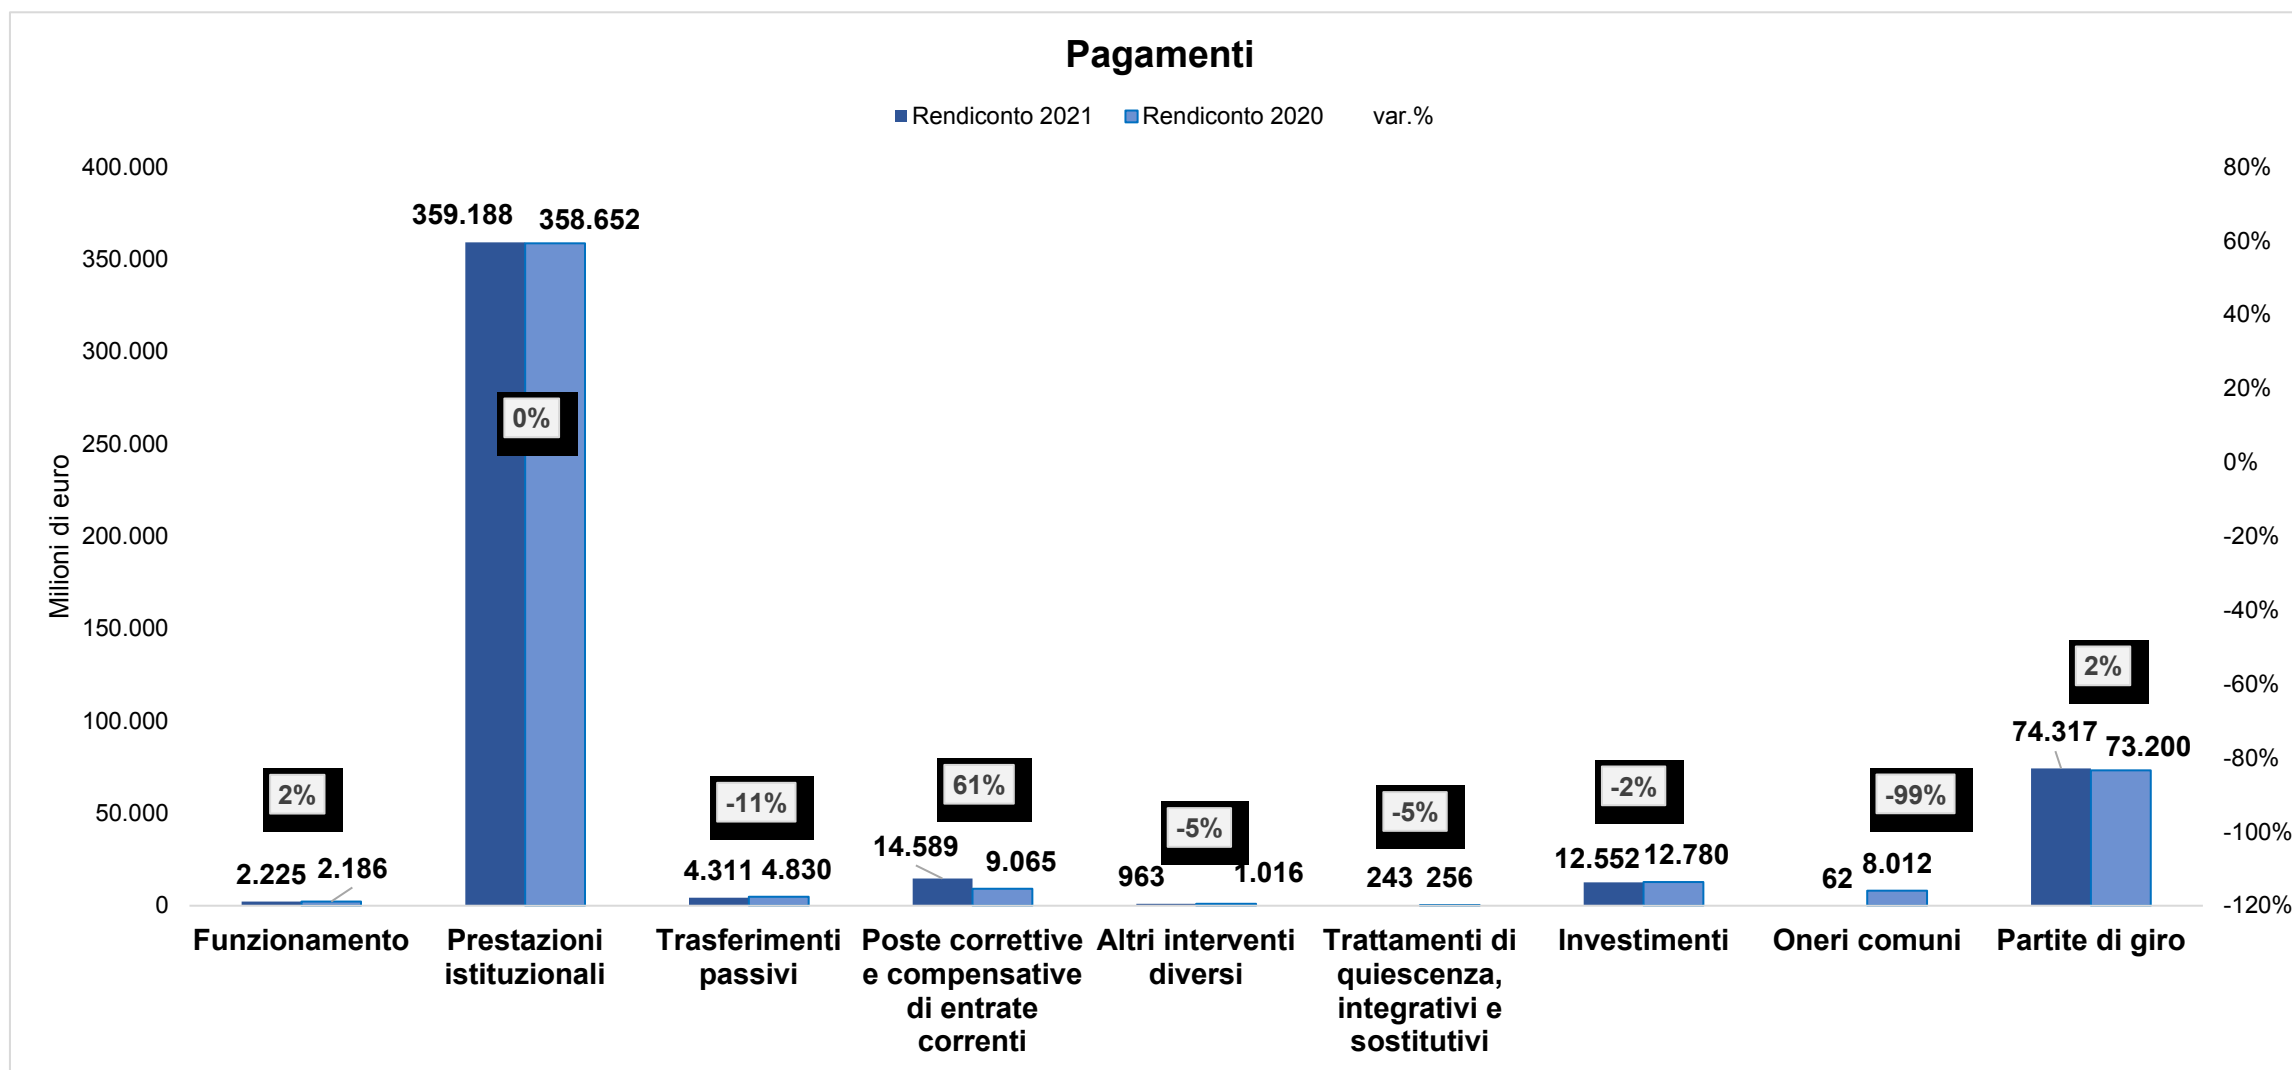 Pagamenti
Rendiconto 2021 Rendiconto 2020 var.%
400.000
350.000
300.000
250.000
200.000
150.000
100.000
50.000
0
Milioni di euro
80%
60%
40%
20%
0%
-20%
-40%
-60%
-80%
-100%
-120%
359.188 358.652
0%
2%
2.225 2.186
-11%
4.311 4.830
61%
14.589 9.065
-5%
963 1.016
-5%
243 256
-2%
12.552 12.780
-99%
62 8.012
2%
74.317 73.200
Funzionamento
Prestazioni
istituzionali
Trasferimenti
passivi
Poste correttive
e compensative
di entrate
correnti
Altri interventi
diversi
Trattamenti di
quiescenza,
integrativi e
sostitutivi
Investimenti
Oneri comuni
Partite di giro